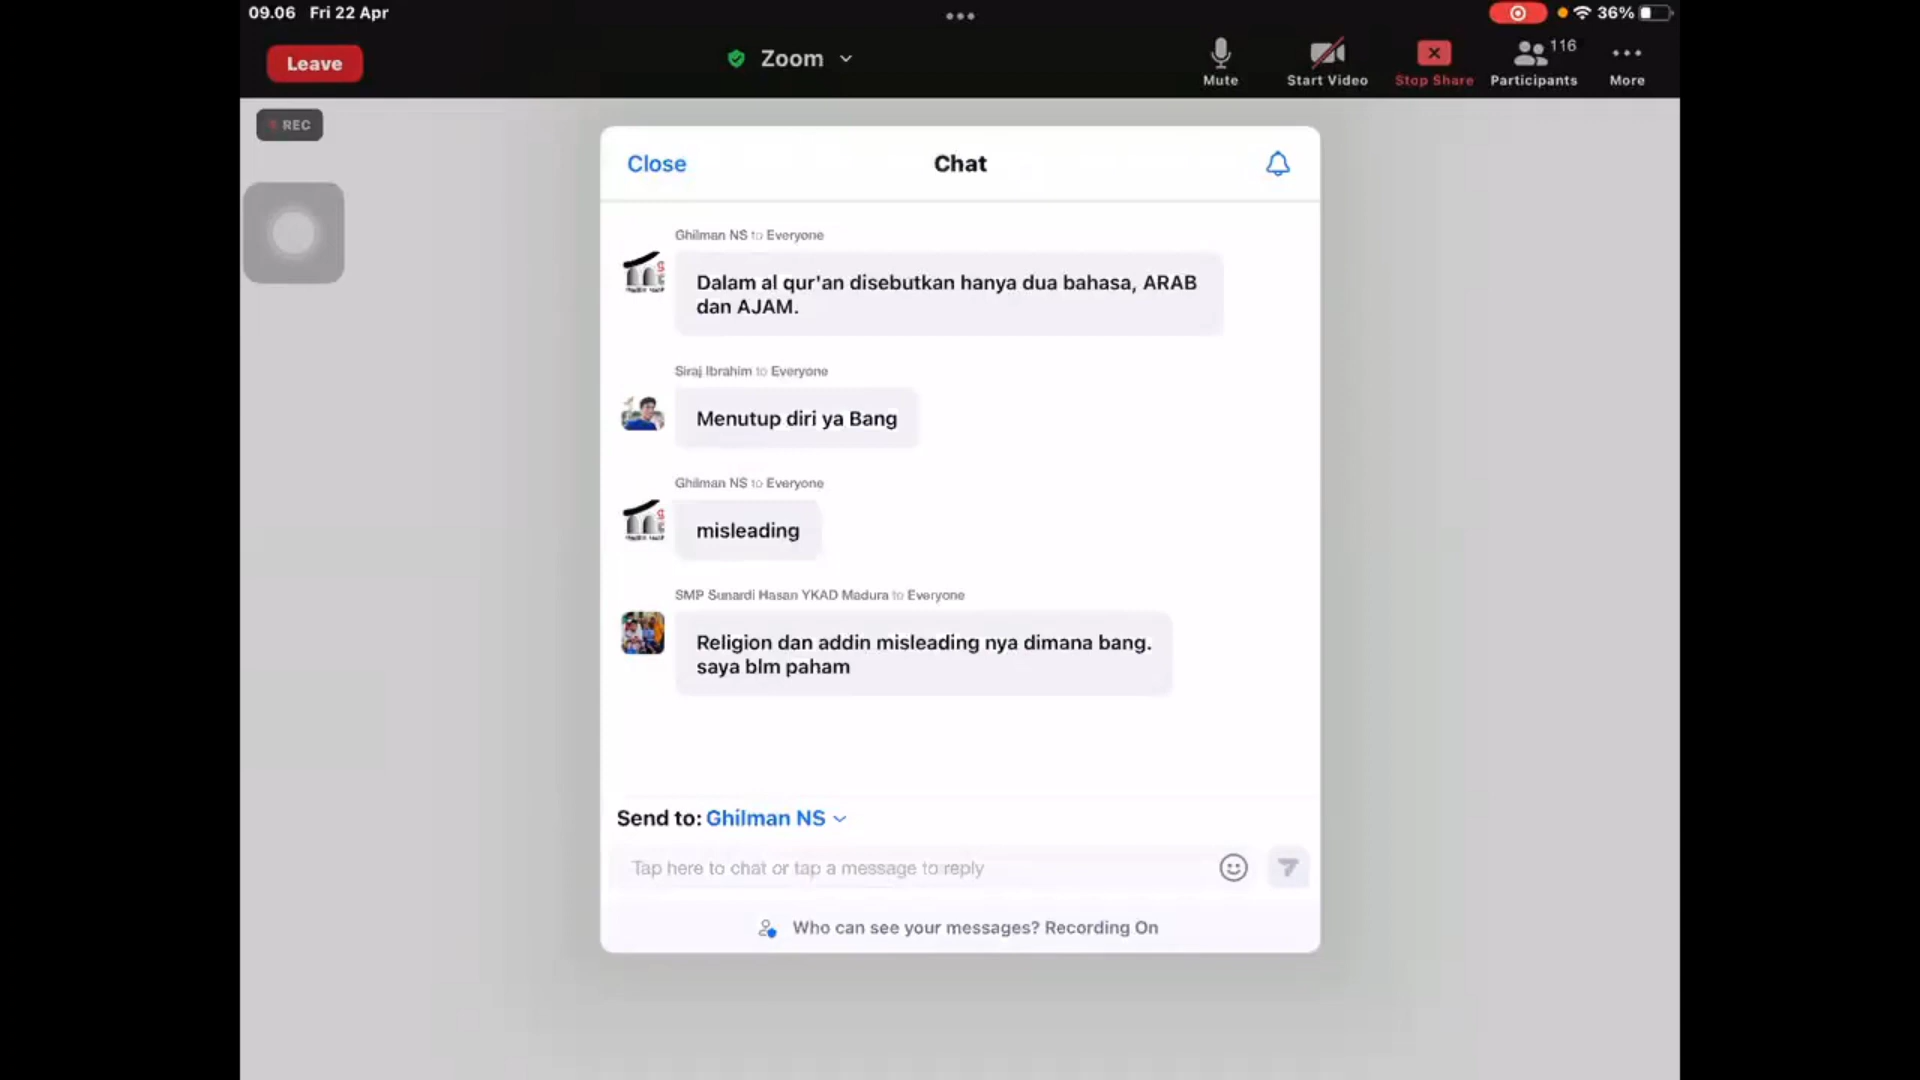 09.06 Fri 22 Apr
36%
Leave
Zoom
Mute
Start Video
Stop Share
Participants
116
More
REC
Close
Chat
Ghilman NS to Everyone
Dalam al qur'an disebutkan hanya dua bahasa, ARAB
dan AJAM.
Siraj Ibrahim to Everyone
Menutup diri ya Bang
Ghilman NS to Everyone
misleading
SMP Sunardi Hasan YKAD Madura to Everyone
Religion dan addin misleading nya dimana bang.
saya blm paham
Send to: Ghilman NS
Tap here to chat or tap a message to reply
Who can see your messages? Recording On